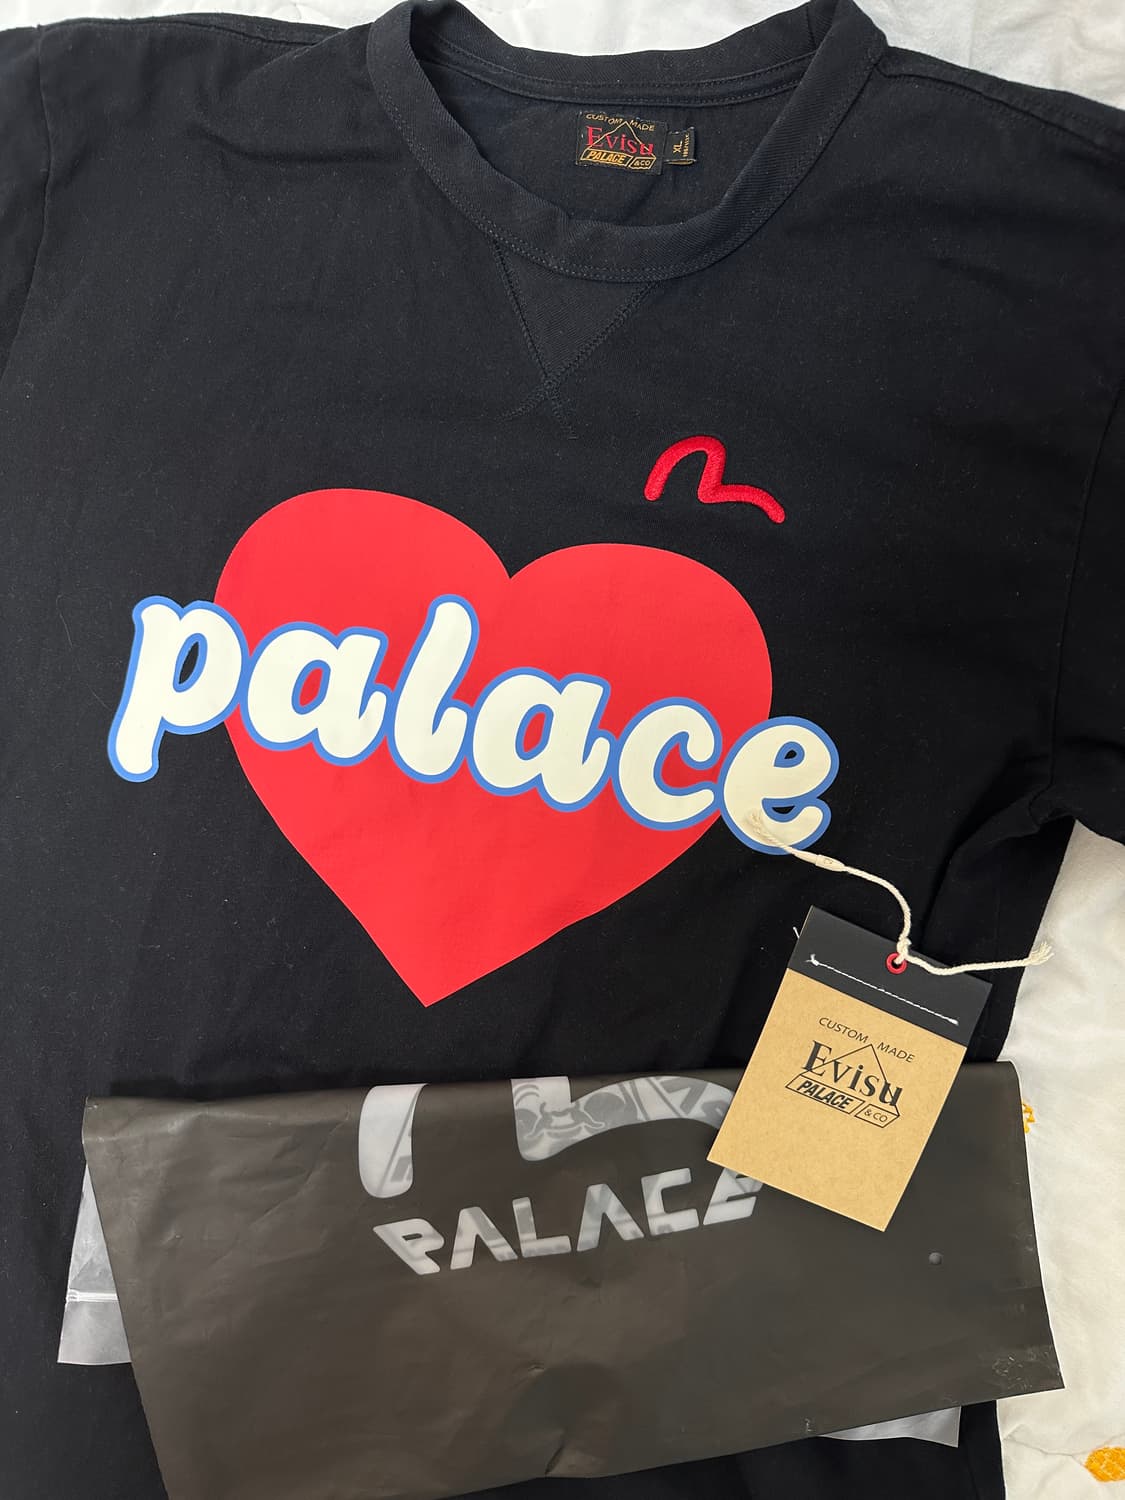 CUSTOM MADE
Evisu
PALACE & CO
XL
palace
CUSTOM MADE
Evisu
PALACE & CO
PALACE